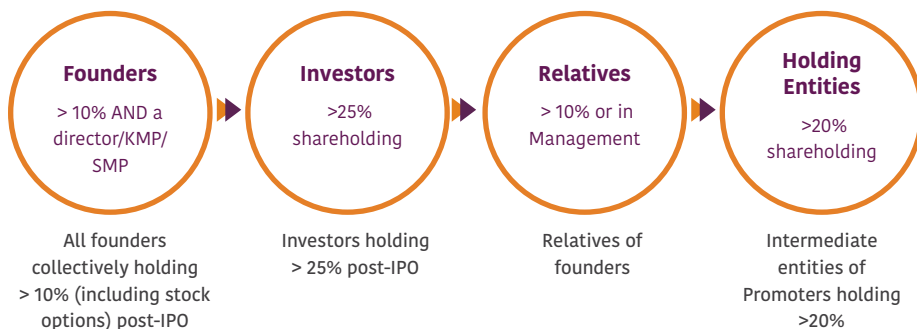 Founders
> 10% AND a
director/KMP/
SMP
Investors
>25%
shareholding
Relatives
> 10% or in
Management
Holding
Entities
>20%
shareholding
All founders
collectively holding
> 10% (including stock
options) post-IPO
Investors holding
> 25% post-IPO
Relatives of
founders
Intermediate
entities of
Promoters holding
>20%